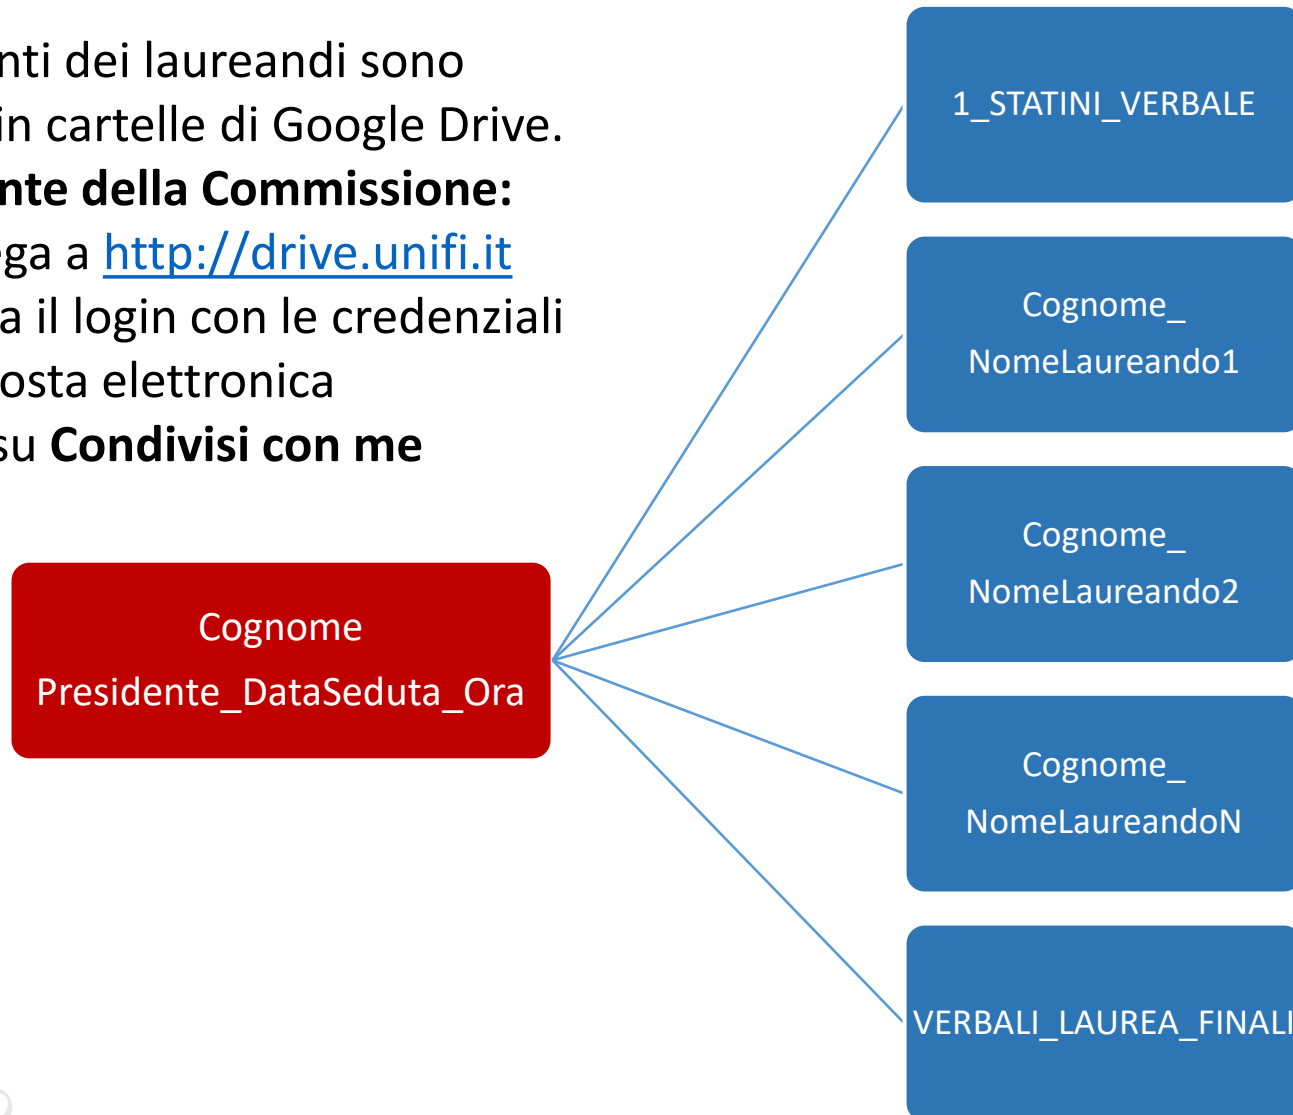 nti dei laureandi sono
in cartelle di Google Drive.
nte della Commissione:
ega a http://drive.unifi.it
a il login con le credenziali
osta elettronica
su Condivisi con me
Cognome
Presidente_DataSeduta_Ora
1_STATINI_VERBALE
Cognome_
NomeLaureando1
Cognome_
NomeLaureando2
Cognome_
NomeLaureandoN
VERBALI_LAUREA_FINALI